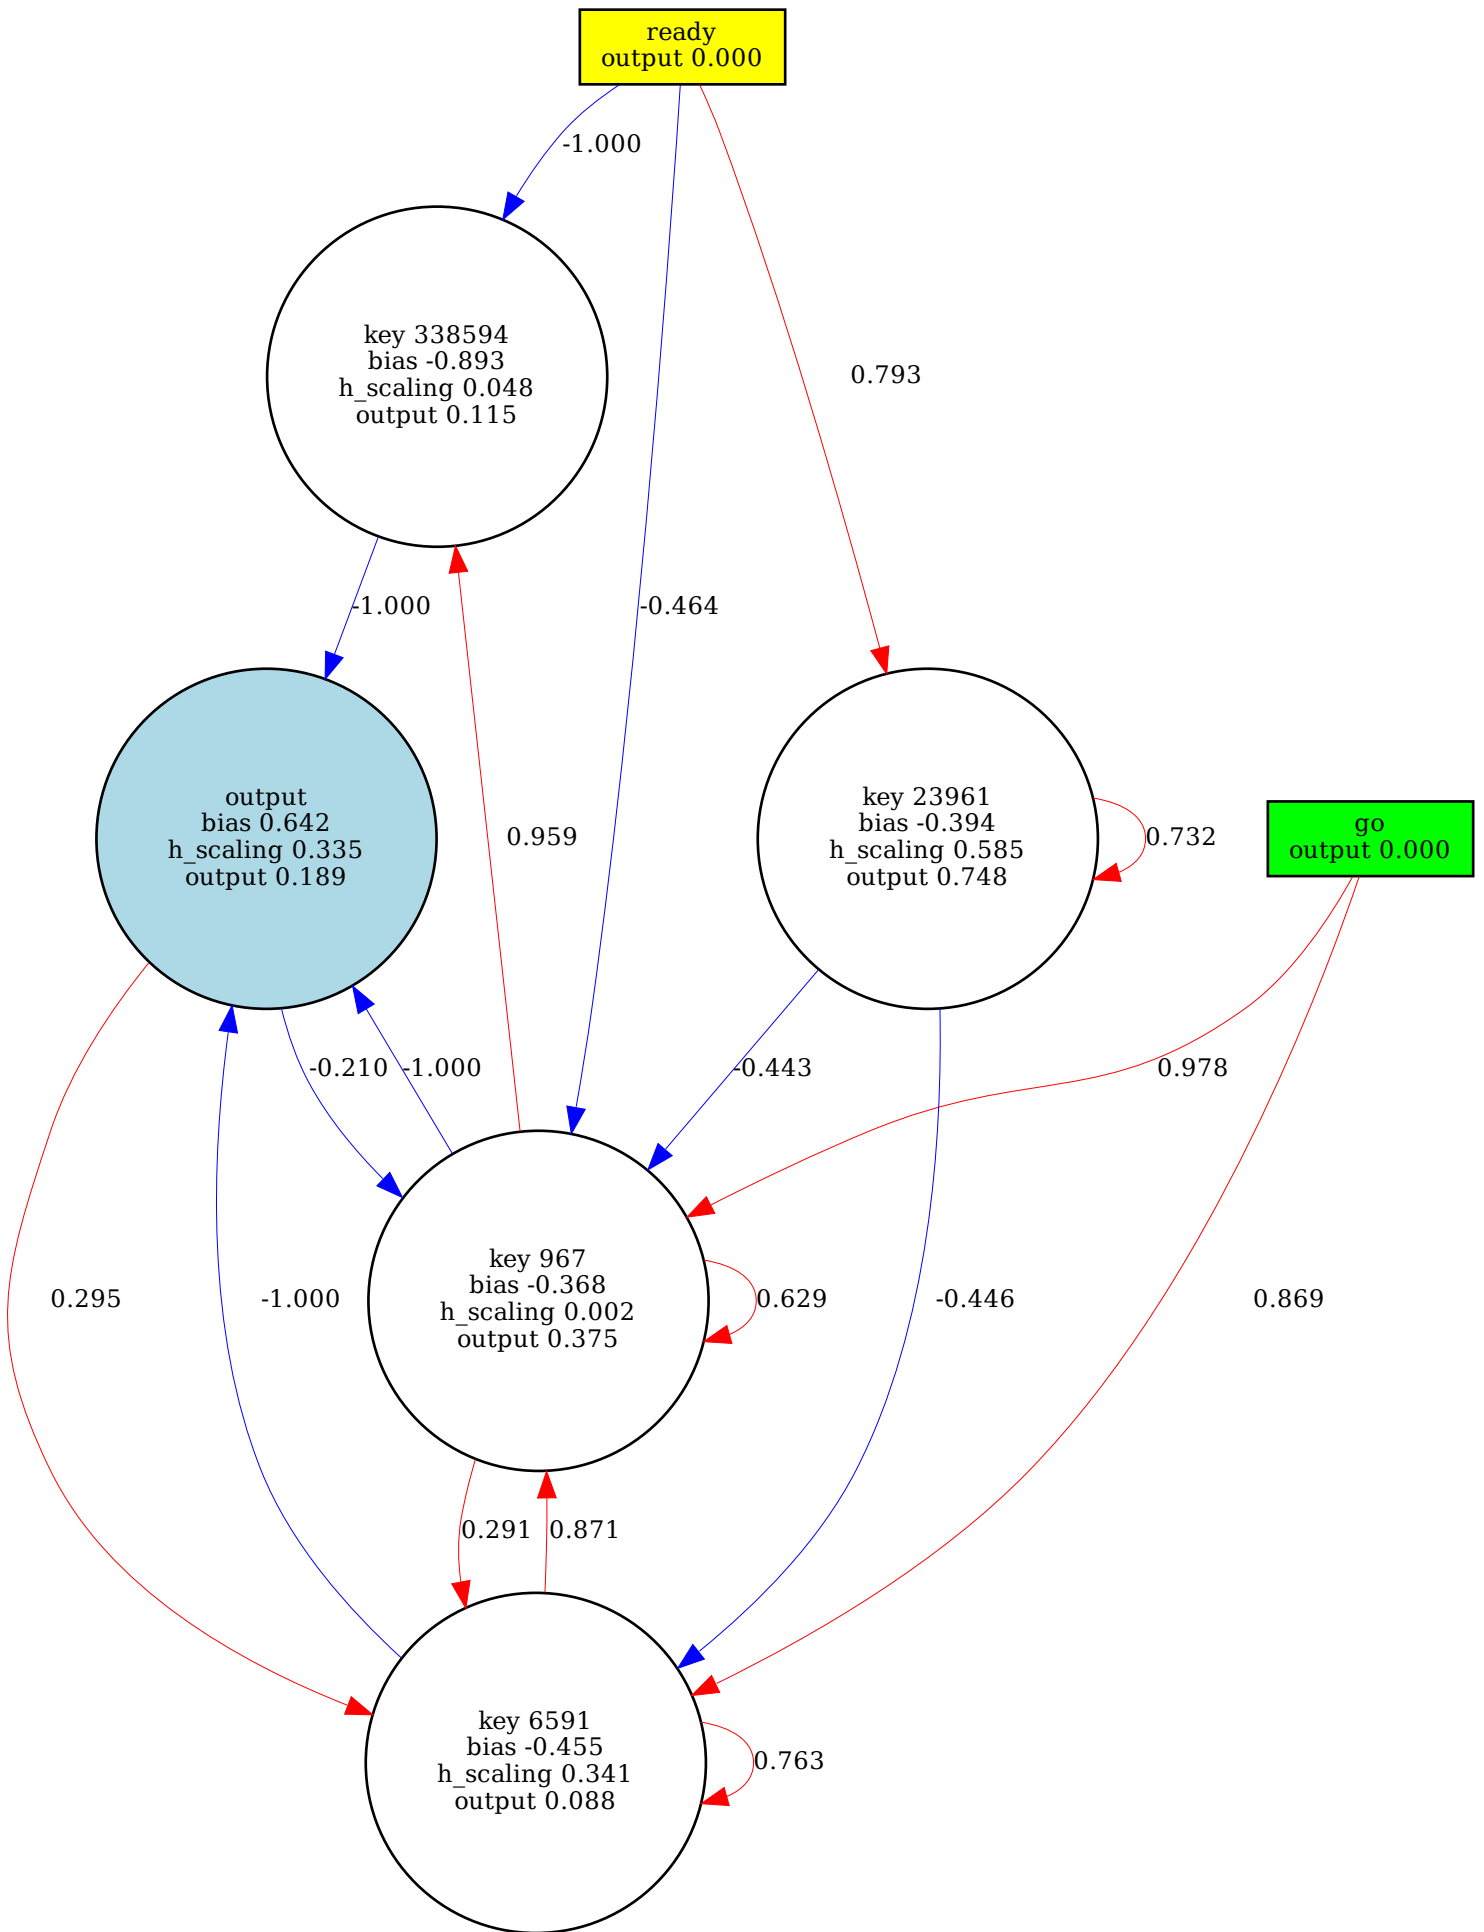 ready
output 0.000
-1.000
key 338594
bias -0.893
h_scaling 0.048
output 0.115
0.793
-1.000
-0.464
output
bias 0.642
h_scaling 0.335
output 0.189
0.959
key 23961
bias -0.394
h_scaling 0.585
output 0.748
0.732
go
output 0.000
-0.210
-1.000
-0.443
0.978
0.295
-1.000
key 967
bias -0.368
h_scaling 0.002
output 0.375
0.629
-0.446
0.869
0.291
0.871
key 6591
bias -0.455
h_scaling 0.341
output 0.088
0.763